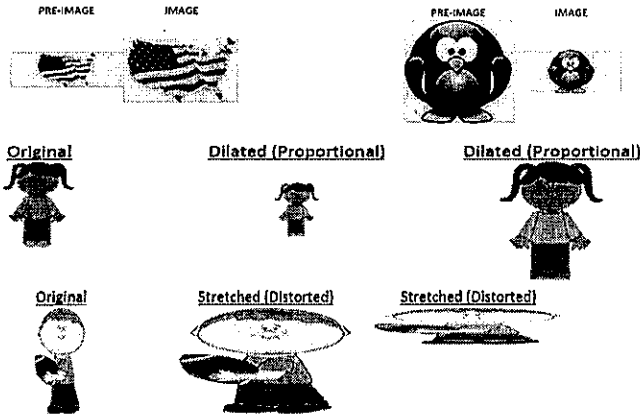 PRE-IMAGE IMAGE PRE-IMAGE IMAGE
Original Dilated (Proportional) Dilated (Proportional)
Original Stretched (Distorted) Stretched (Distorted)